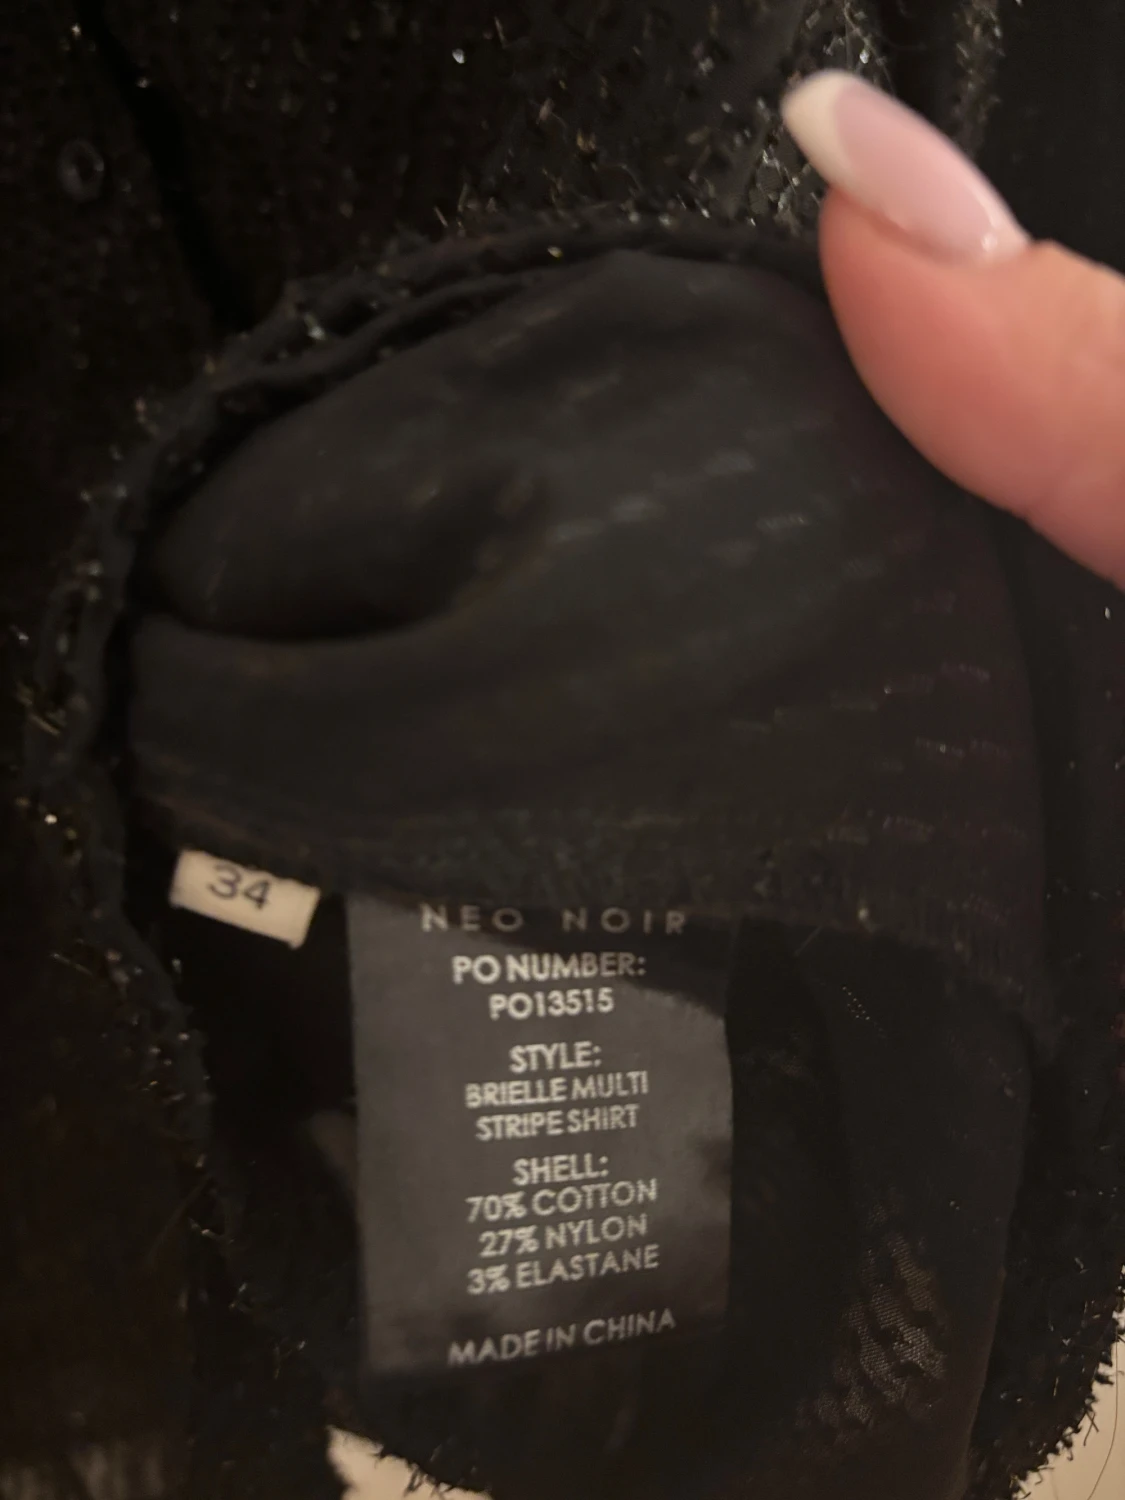 34
NEO NOIR
PO NUMBER:
PO13515
STYLE:
BRIELLE MULTI
STRIPE SHIRT
SHELL:
70% COTTON
27% NYLON
3% ELASTANE
MADE IN CHINA